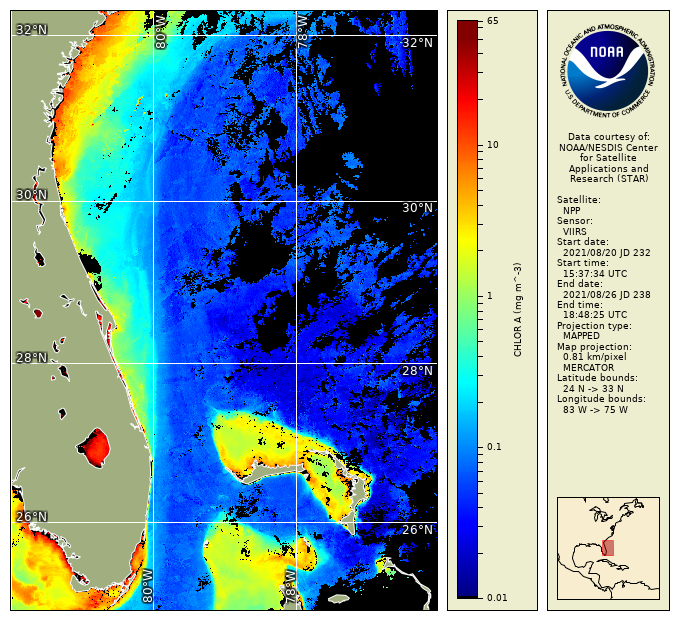 32°N
80°W
78°W
32°N
30°N
30°N
28°N
28°N
26°N
26°N
80°W
78°W
65
10
1
0.1
0.01
CHLOR A (mg m^-3)
NATIONAL OCEANIC AND ATMOSPHERIC ADMINISTRATION
NOAA
U.S. DEPARTMENT OF COMMERCE
Data courtesy of:
NOAA/NESDIS Center
for Satellite
Applications and
Research (STAR)
Satellite:
NPP
Sensor:
VIIRS
Start date:
2021/08/20 JD 232
Start time:
15:37:34 UTC
End date:
2021/08/26 JD 238
End time:
18:48:25 UTC
Projection type:
MAPPED
Map projection:
0.81 km/pixel
MERCATOR
Latitude bounds:
24 N -> 33 N
Longitude bounds:
83 W -> 75 W